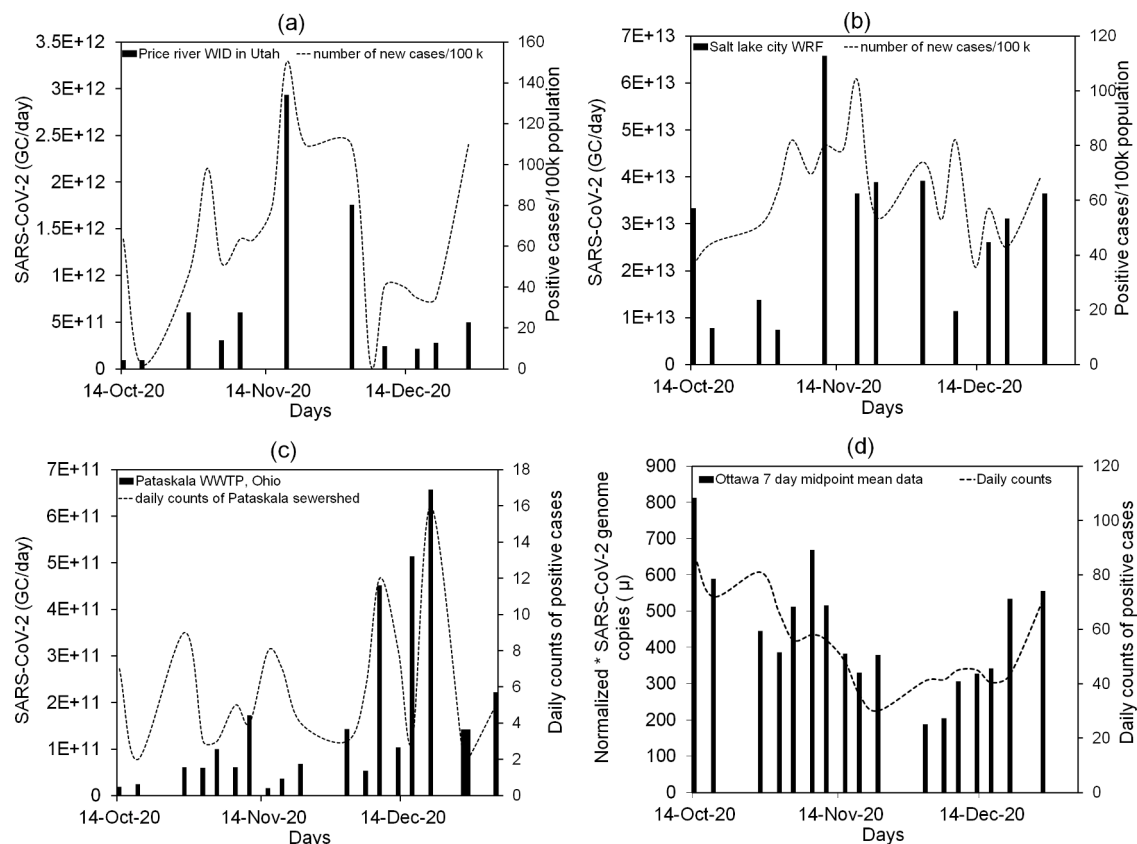 (a)
Price river WID in Utah
number of new cases/100 k
SARS-CoV-2 (GC/day)
3.5E+12
3E+12
2.5E+12
2E+12
1.5E+12
1E+12
5E+11
0
160
140
120
100
80
60
40
20
0
Positive cases/100k population
14-Oct-20
14-Nov-20
14-Dec-20
Days
(b)
Salt lake city WRF
number of new cases/100 k
SARS-CoV-2 (GC/day)
7E+13
6E+13
5E+13
4E+13
3E+13
2E+13
1E+13
0
120
100
80
60
40
20
0
Positive cases/100k population
14-Oct-20
14-Nov-20
14-Dec-20
Days
(c)
Pataskala WWTP, Ohio
daily counts of Pataskala sewershed
SARS-CoV-2 (GC/day)
7E+11
6E+11
5E+11
4E+11
3E+11
2E+11
1E+11
0
18
16
14
12
10
8
6
4
2
0
Daily counts of positive cases
14-Oct-20
14-Nov-20
14-Dec-20
Days
(d)
Ottawa 7 day midpoint mean data
Daily counts
Normalized * SARS-CoV-2 genome
copies ( µ)
900
800
700
600
500
400
300
200
100
0
120
100
80
60
40
20
0
Daily counts of positive cases
14-Oct-20
14-Nov-20
14-Dec-20
Days